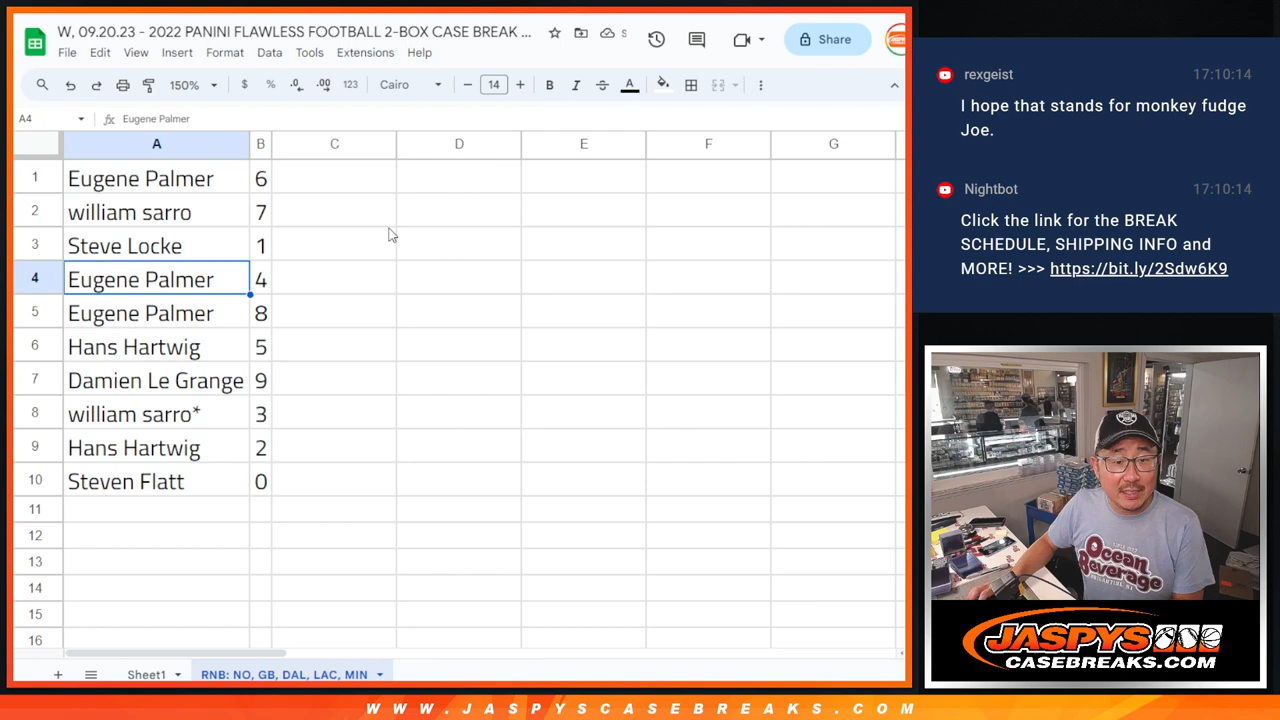 W, 09.20.23 - 2022 PANINI FLAWLESS FOOTBALL 2-BOX CASE BREAK ...
File Edit View Insert Format Data Tools Extensions Help
Share
150% $ % .0 .00 123 Cairo 14 B I S A
A4 fx Eugene Palmer
A B C D E F G
1 Eugene Palmer 6
2 william sarro 7
3 Steve Locke 1
4 Eugene Palmer 4
5 Eugene Palmer 8
6 Hans Hartwig 5
7 Damien Le Grange 9
8 william sarro* 3
9 Hans Hartwig 2
10 Steven Flatt 0
11
12
13
14
15
16
Sheet1 RNB: NO, GB, DAL, LAC, MIN
rexgeist 17:10:14
I hope that stands for monkey fudge
Joe.
Nightbot 17:10:14
Click the link for the BREAK
SCHEDULE, SHIPPING INFO and
MORE! >>> https://bit.ly/2Sdw6K9
Ocean
Beverage
JASPYS
CASEBREAKS.COM
WWW.JASPYSCASEBREAKS.COM